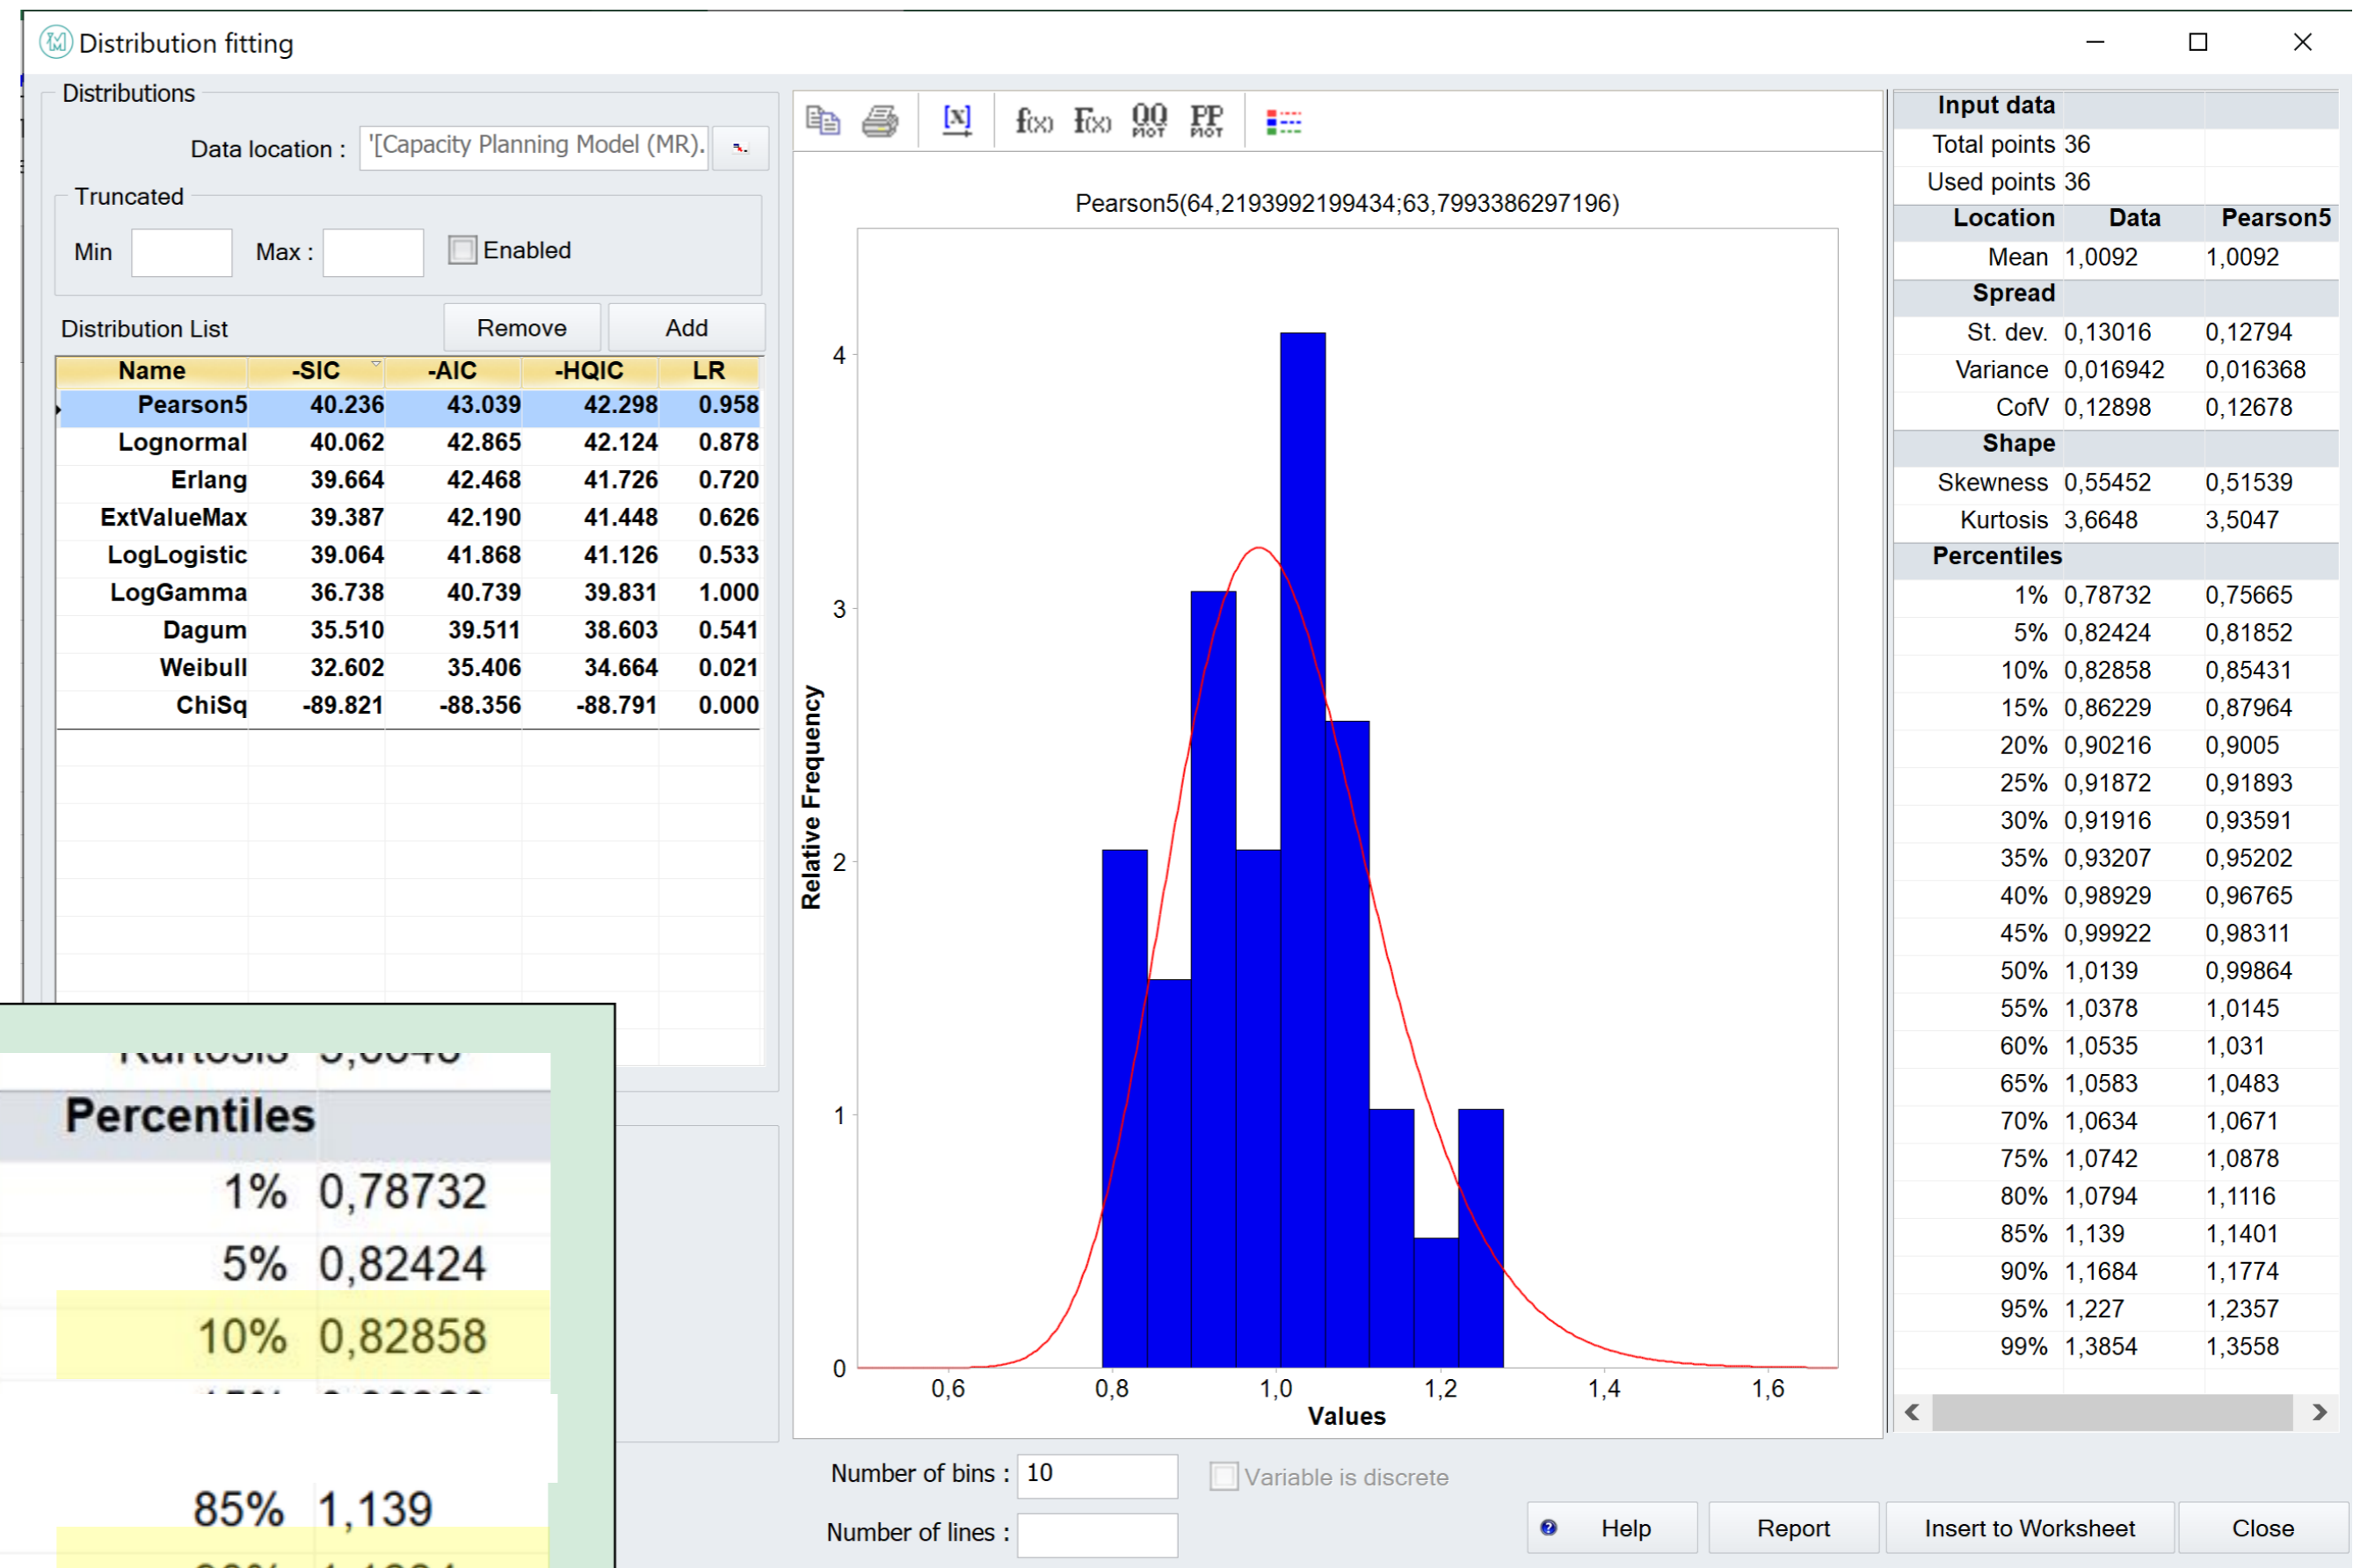 Distribution fitting
Distributions
Data location : '[Capacity Planning Model (MR).
Truncated
Min Max : Enabled
Distribution List Remove Add
Name -SIC -AIC -HQIC LR
Pearson5 40.236 43.039 42.298 0.958
Lognormal 40.062 42.865 42.124 0.878
Erlang 39.664 42.468 41.726 0.720
ExtValueMax 39.387 42.190 41.448 0.626
LogLogistic 39.064 41.868 41.126 0.533
LogGamma 36.738 40.739 39.831 1.000
Dagum 35.510 39.511 38.603 0.541
Weibull 32.602 35.406 34.664 0.021
ChiSq -89.821 -88.356 -88.791 0.000
Percentiles
1% 0,78732
5% 0,82424
10% 0,82858
85% 1,139
[x] f(x) F(x) QQ PLOT PP PLOT
Pearson5(64,2193992199434;63,7993386297196)
Relative Frequency
4
3
2
1
0
0,6 0,8 1,0 1,2 1,4 1,6
Values
Number of bins : 10 Variable is discrete
Number of lines :
Input data
Total points 36
Used points 36
Location Data Pearson5
Mean 1,0092 1,0092
Spread
St. dev. 0,13016 0,12794
Variance 0,016942 0,016368
CofV 0,12898 0,12678
Shape
Skewness 0,55452 0,51539
Kurtosis 3,6648 3,5047
Percentiles
1% 0,78732 0,75665
5% 0,82424 0,81852
10% 0,82858 0,85431
15% 0,86229 0,87964
20% 0,90216 0,9005
25% 0,91872 0,91893
30% 0,91916 0,93591
35% 0,93207 0,95202
40% 0,98929 0,96765
45% 0,99922 0,98311
50% 1,0139 0,99864
55% 1,0378 1,0145
60% 1,0535 1,031
65% 1,0583 1,0483
70% 1,0634 1,0671
75% 1,0742 1,0878
80% 1,0794 1,1116
85% 1,139 1,1401
90% 1,1684 1,1774
95% 1,227 1,2357
99% 1,3854 1,3558
Help Report Insert to Worksheet Close